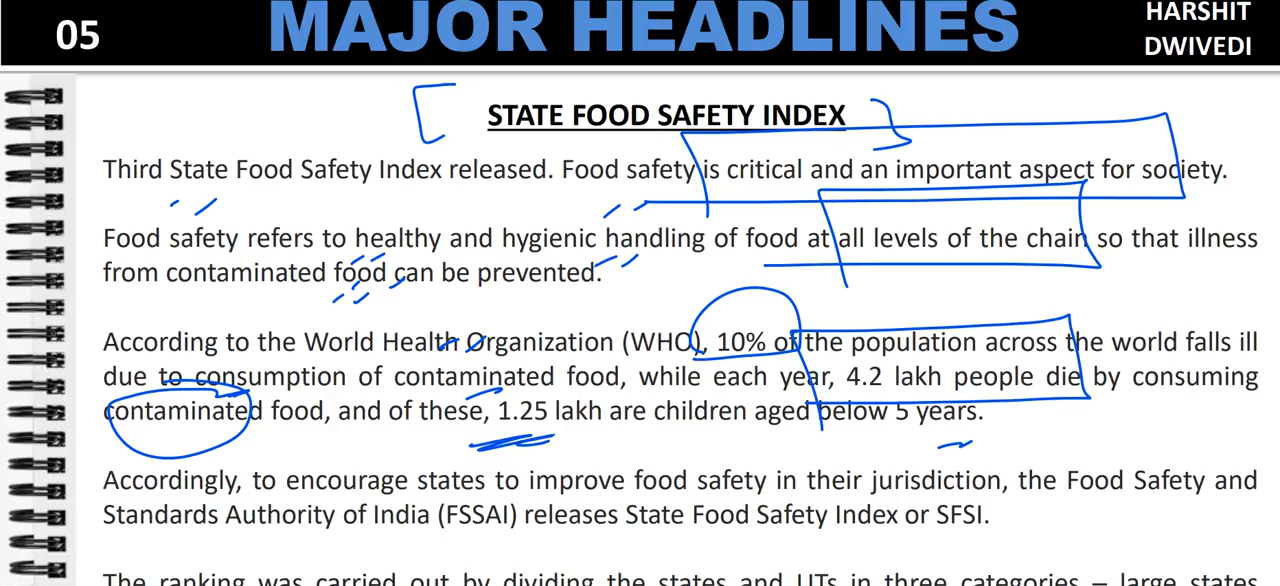 05
MAJOR HEADLINES
HARSHIT
DWIVEDI
STATE FOOD SAFETY INDEX
Third State Food Safety Index released. Food safety is critical and an important aspect for society.
Food safety refers to healthy and hygienic handling of food at all levels of the chain so that illness
from contaminated food can be prevented.
According to the World Health Organization (WHO), 10% of the population across the world falls ill
due to consumption of contaminated food, while each year, 4.2 lakh people die by consuming
contaminated food, and of these, 1.25 lakh are children aged below 5 years.
Accordingly, to encourage states to improve food safety in their jurisdiction, the Food Safety and
Standards Authority of India (FSSAI) releases State Food Safety Index or SFSI.
The ranking was carried out by dividing the states and UTs in three categories – large states